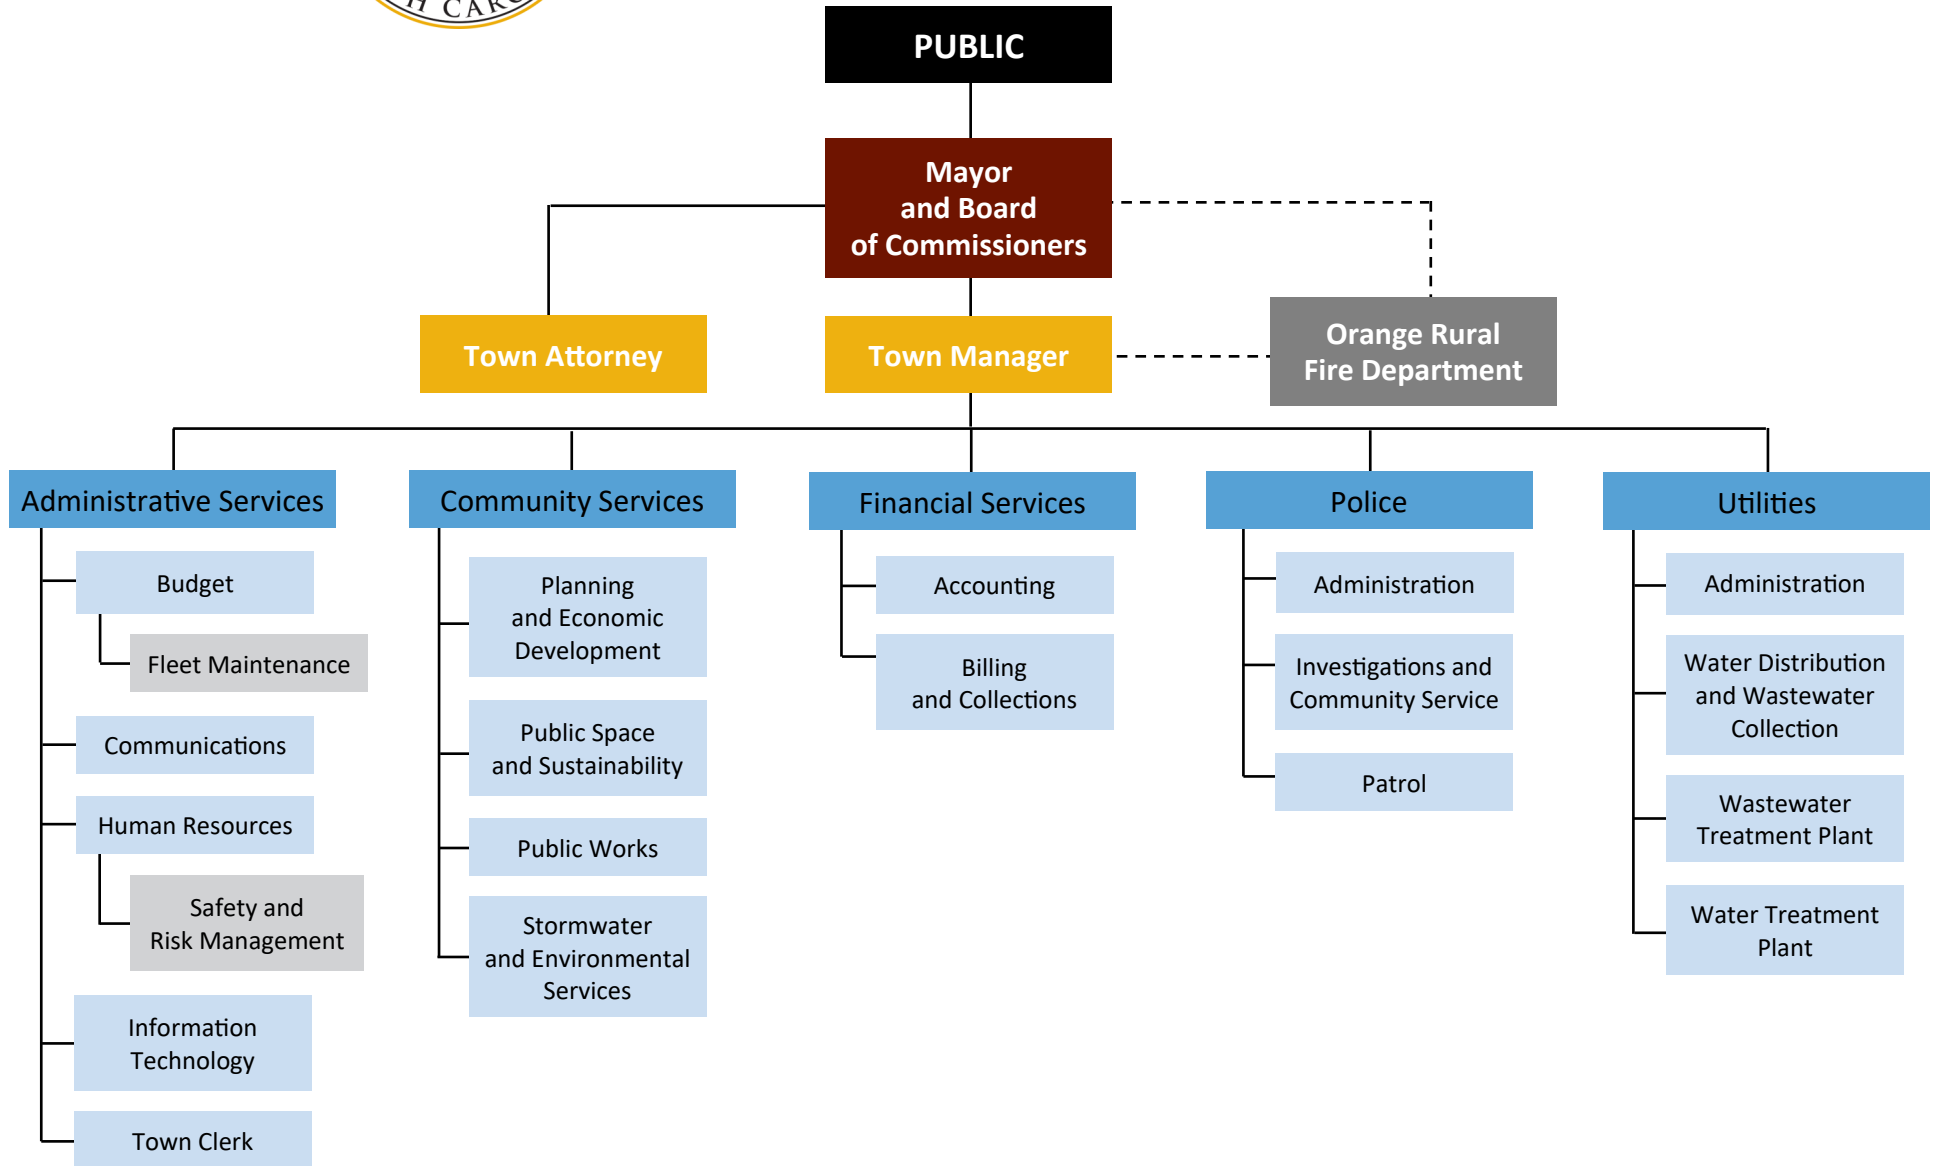 H CARO
PUBLIC
Mayor
and Board
of Commissioners
Town Attorney
Town Manager
Orange Rural
Fire Department
Administrative Services
Budget
Fleet Maintenance
Communications
Human Resources
Safety and
Risk Management
Information
Technology
Town Clerk
Community Services
Planning
and Economic
Development
Public Space
and Sustainability
Public Works
Stormwater
and Environmental
Services
Financial Services
Accounting
Billing
and Collections
Police
Administration
Investigations and
Community Service
Patrol
Utilities
Administration
Water Distribution
and Wastewater
Collection
Wastewater
Treatment Plant
Water Treatment
Plant